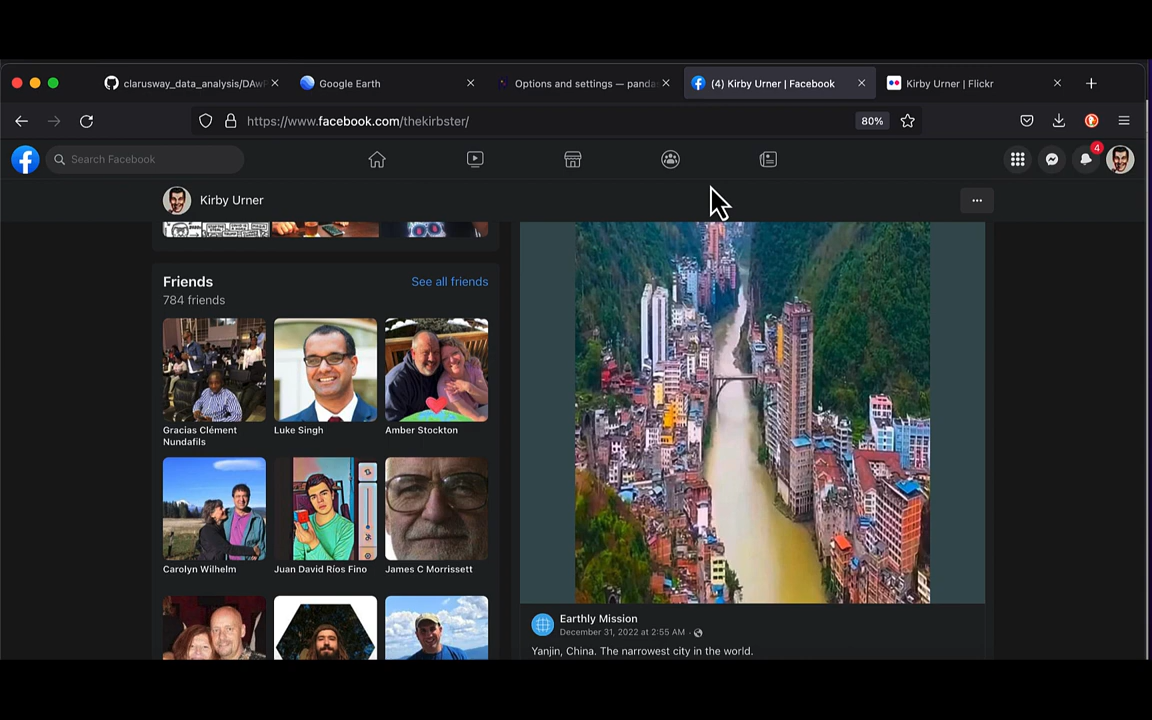 clarusway_data_analysis/DAw
Google Earth
Options and settings — panda
(4) Kirby Urner | Facebook
Kirby Urner | Flickr
https://www.facebook.com/thekirbster/
80%
Search Facebook
4
Kirby Urner
Friends
See all friends
784 friends
Gracias Clément
Nundafils
Luke Singh
Amber Stockton
Carolyn Wilhelm
Juan David Ríos Fino
James C Morrissett
Earthly Mission
December 31, 2022 at 2:55 AM ·
Yanjin, China. The narrowest city in the world.